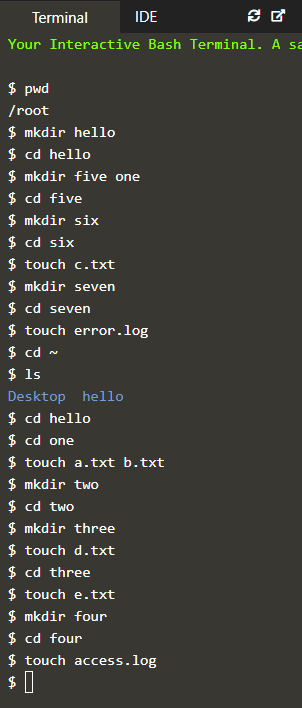 Terminal IDE
Your Interactive Bash Terminal. A sa
$ pwd
/root
$ mkdir hello
$ cd hello
$ mkdir five one
$ cd five
$ mkdir six
$ cd six
$ touch c.txt
$ mkdir seven
$ cd seven
$ touch error.log
$ cd ~
$ ls
Desktop  hello
$ cd hello
$ cd one
$ touch a.txt b.txt
$ mkdir two
$ cd two
$ mkdir three
$ touch d.txt
$ cd three
$ touch e.txt
$ mkdir four
$ cd four
$ touch access.log
$